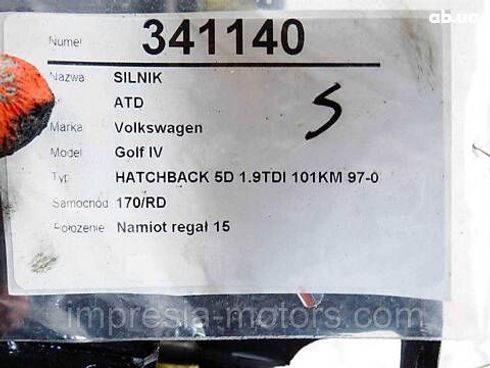 ab.ua
Numer 341140
Nazwa SILNIK
ATD
Marka Volkswagen
Model Golf IV
Typ HATCHBACK 5D 1.9TDI 101KM 97-0
Samochód 170/RD
Położenie Namiot regał 15
S
impresia-motors.com